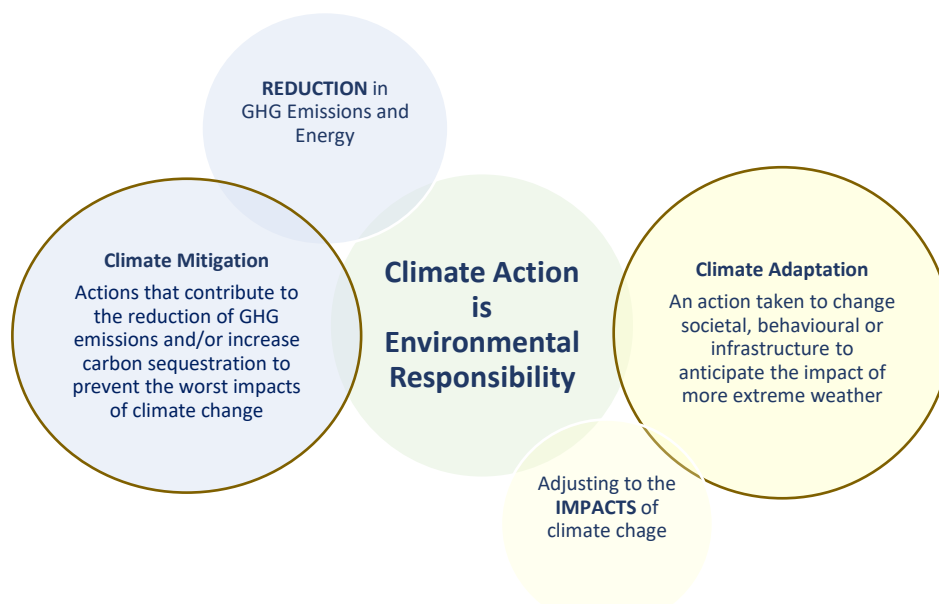 REDUCTION in
GHG Emissions and
Energy
Climate Mitigation
Actions that contribute to
the reduction of GHG
emissions and/or increase
carbon sequestration to
prevent the worst impacts
of climate change
Climate Action
is
Environmental
Responsibility
Climate Adaptation
An action taken to change
societal, behavioural or
infrastructure to
anticipate the impact of
more extreme weather
Adjusting to the
IMPACTS of
climate chage